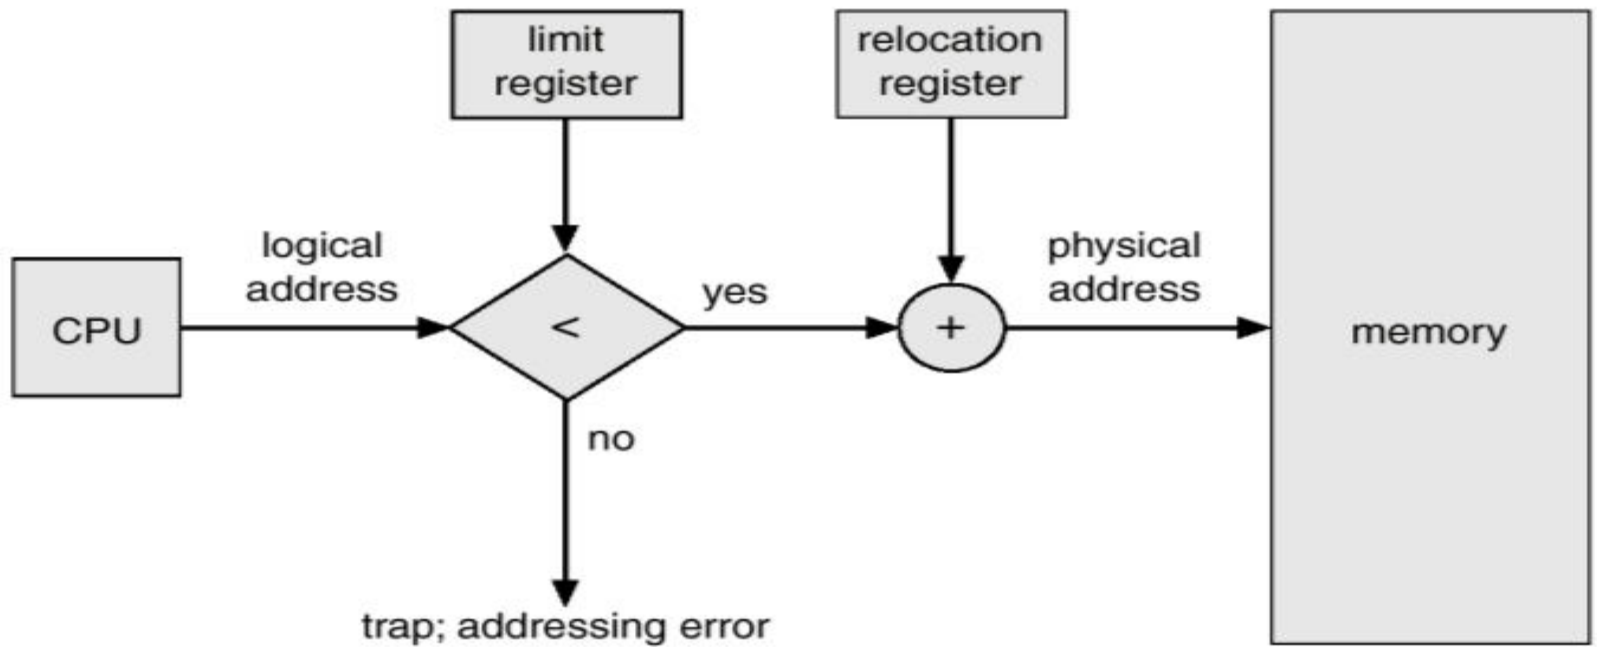 limit
register
relocation
register
logical
address
physical
address
yes
CPU
<
+
memory
no
trap; addressing error